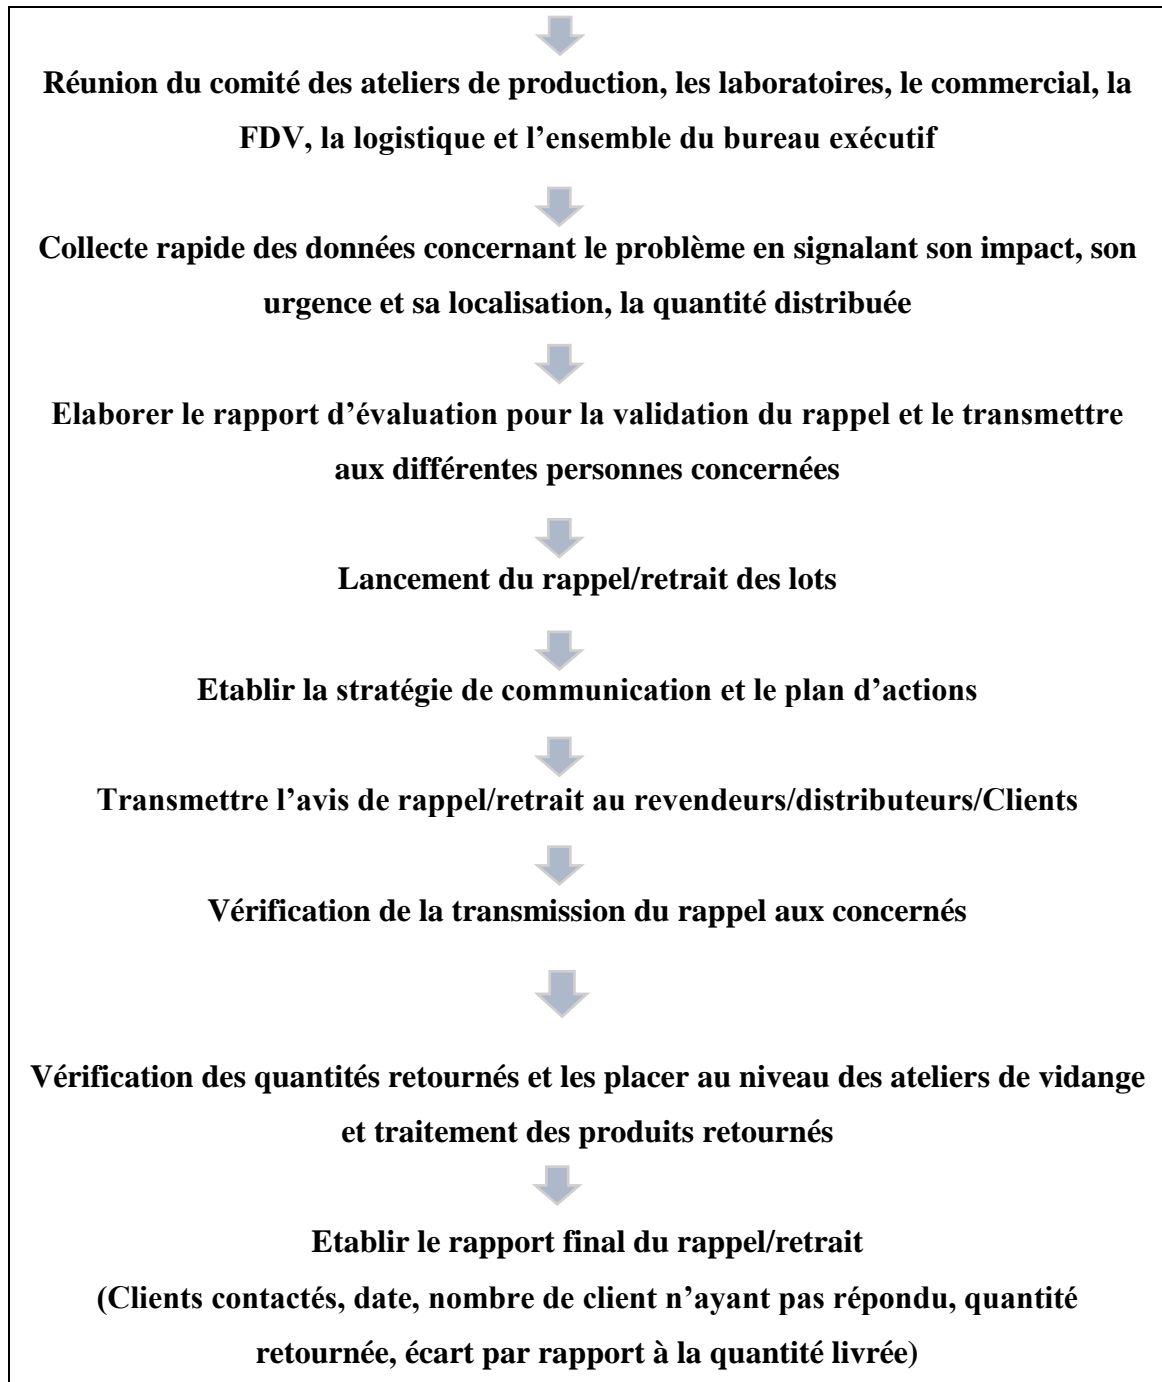 Réunion du comité des ateliers de production, les laboratoires, le commercial, la
FDV, la logistique et l’ensemble du bureau exécutif
Collecte rapide des données concernant le problème en signalant son impact, son
urgence et sa localisation, la quantité distribuée
Elaborer le rapport d’évaluation pour la validation du rappel et le transmettre
aux différentes personnes concernées
Lancement du rappel/retrait des lots
Etablir la stratégie de communication et le plan d’actions
Transmettre l’avis de rappel/retrait au revendeurs/distributeurs/Clients
Vérification de la transmission du rappel aux concernés
Vérification des quantités retournés et les placer au niveau des ateliers de vidange
et traitement des produits retournés
Etablir le rapport final du rappel/retrait
(Clients contactés, date, nombre de client n’ayant pas répondu, quantité
retournée, écart par rapport à la quantité livrée)